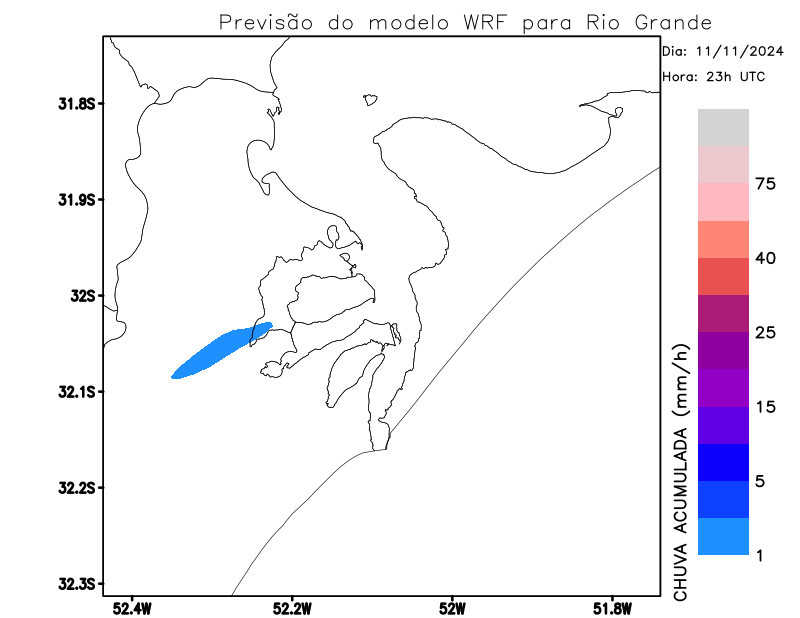 Previsão do modelo WRF para Rio Grande
Dia: 11/11/2024
Hora: 23h UTC
31.8S
31.9S
32S
32.1S
32.2S
32.3S
52.4W
52.2W
52W
51.8W
CHUVA ACUMULADA (mm/h)
75
40
25
15
5
1